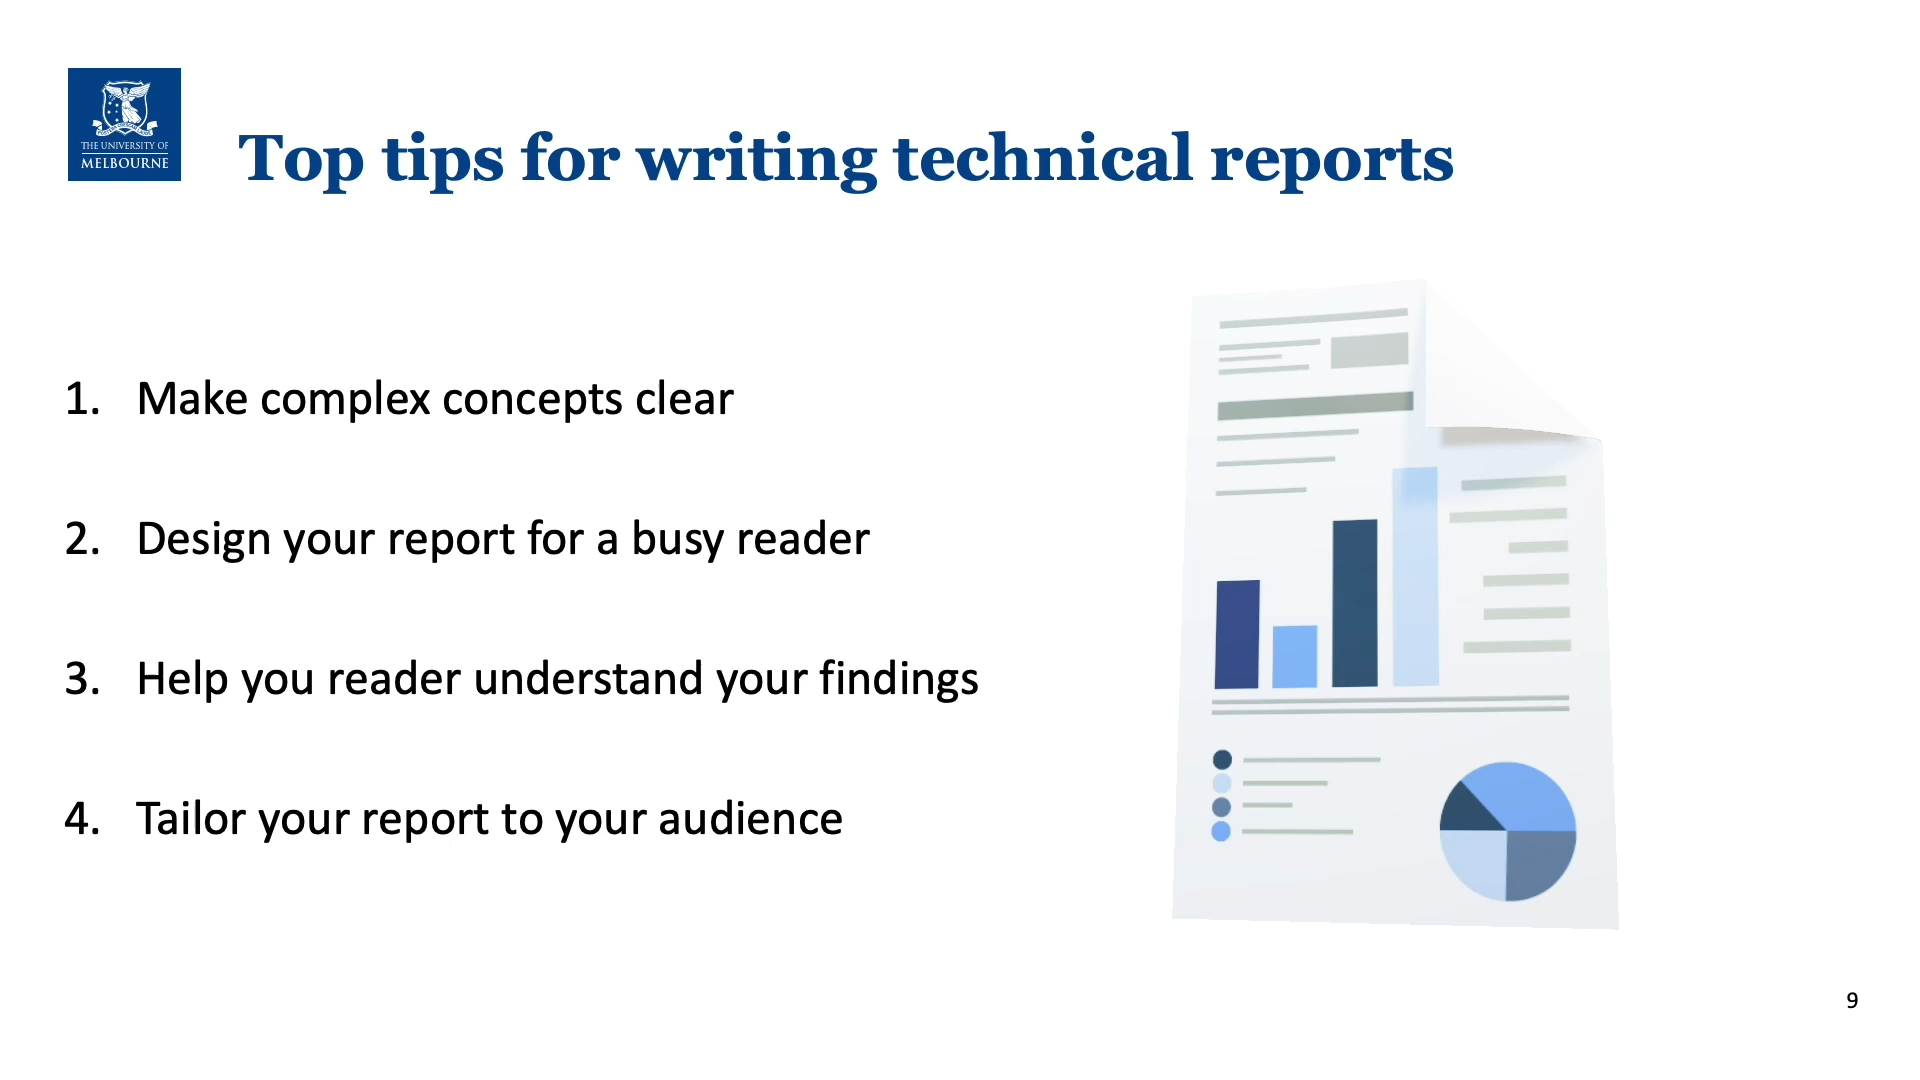 THE UNIVERSITY OF
MELBOURNE
Top tips for writing technical reports
1. Make complex concepts clear
2. Design your report for a busy reader
3. Help you reader understand your findings
4. Tailor your report to your audience
9